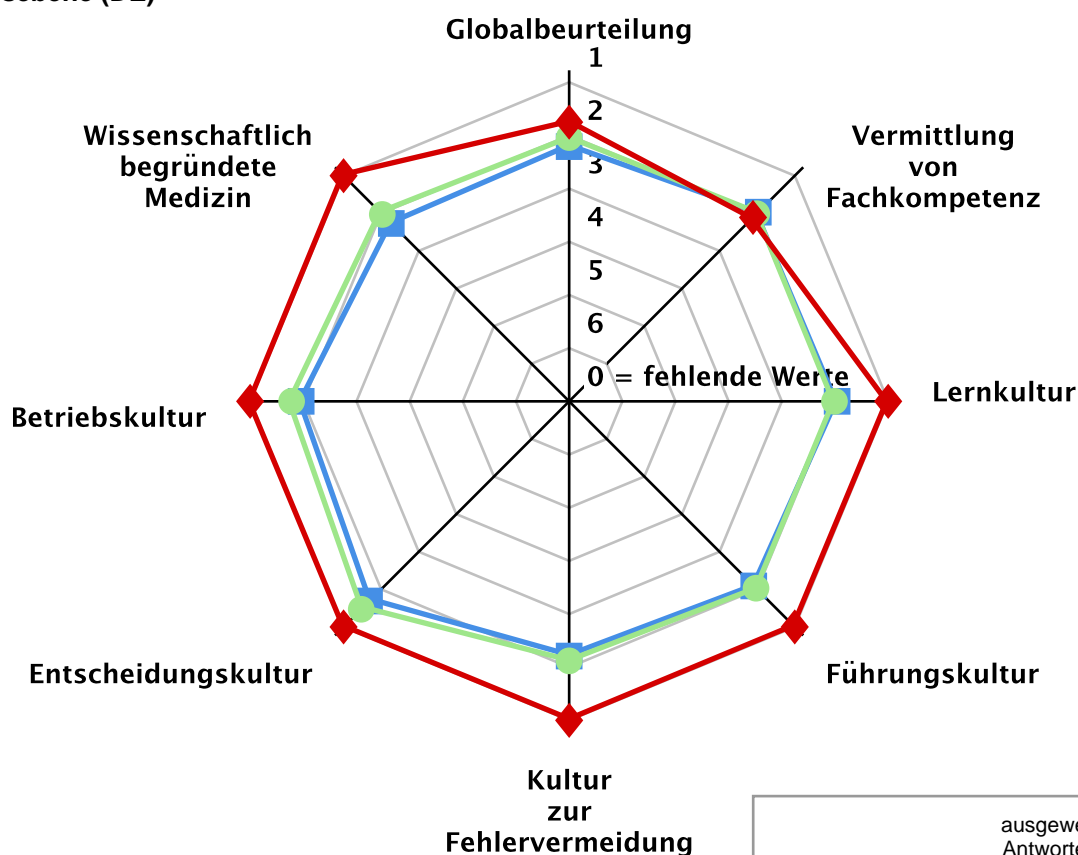 Globalbeurteilung
1
2
3
4
5
6
0 = fehlende Werte
Vermittlung
von
Fachkompetenz
Lernkultur
Führungskultur
Kultur
zur
Fehlervermeidung
Entscheidungskultur
Betriebskultur
Wissenschaftlich
begründete
Medizin